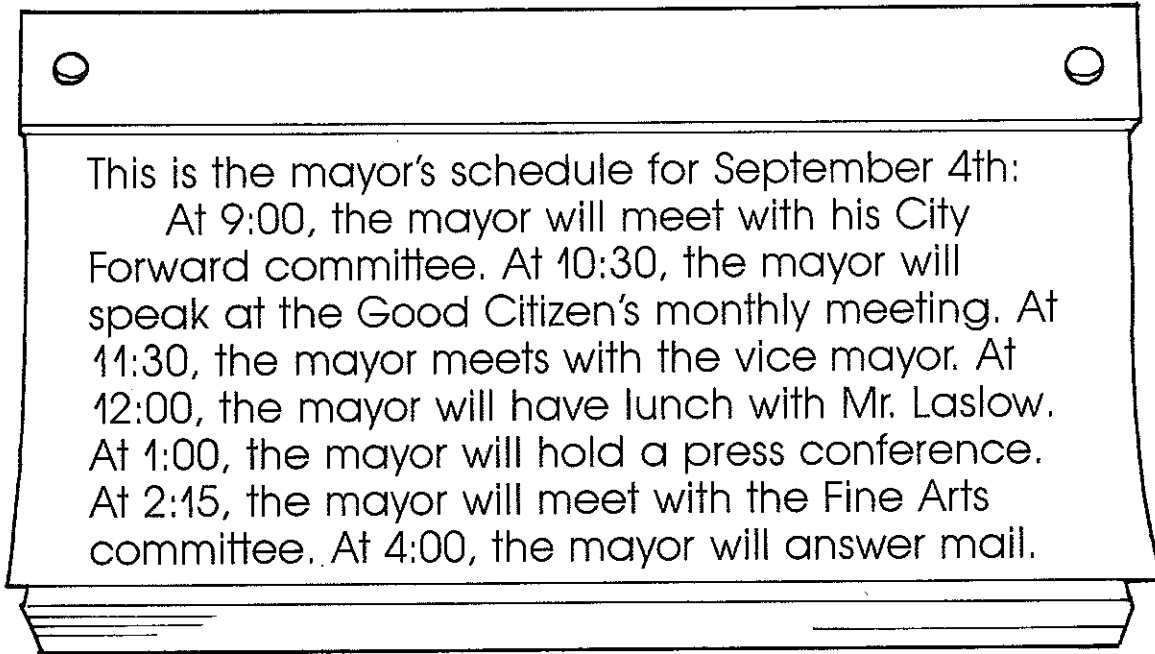 This is the mayor's schedule for September 4th:
At 9:00, the mayor will meet with his City
Forward committee. At 10:30, the mayor will
speak at the Good Citizen's monthly meeting. At
11:30, the mayor meets with the vice mayor. At
12:00, the mayor will have lunch with Mr. Laslow.
At 1:00, the mayor will hold a press conference.
At 2:15, the mayor will meet with the Fine Arts
committee. At 4:00, the mayor will answer mail.